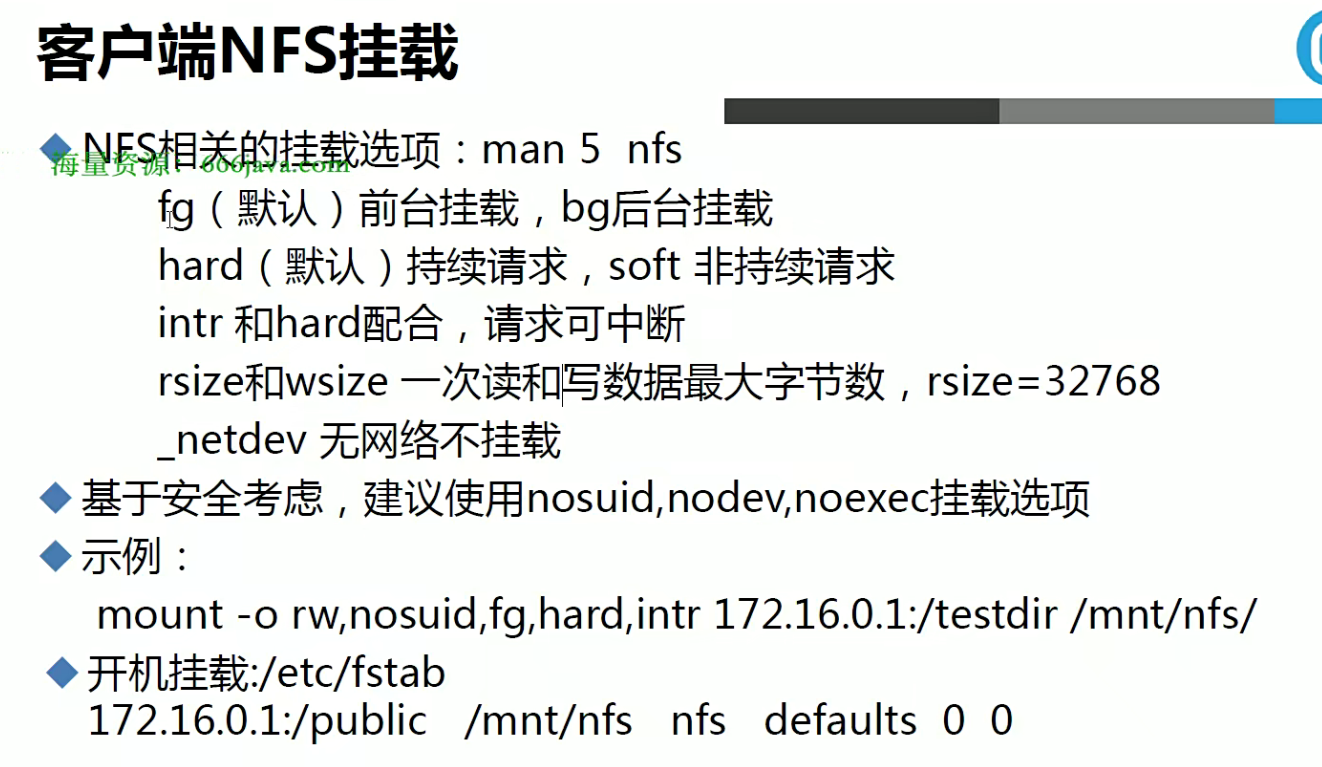 客户端NFS挂载
NFS相关的挂载选项：man 5 nfs
海量资源：666java.com
fg（默认）前台挂载，bg后台挂载
hard（默认）持续请求，soft 非持续请求
intr 和hard配合，请求可中断
rsize和wsize 一次读和写数据最大字节数，rsize=32768
_netdev 无网络不挂载
基于安全考虑，建议使用nosuid,nodev,noexec挂载选项
示例：
mount -o rw,nosuid,fg,hard,intr 172.16.0.1:/testdir /mnt/nfs/
开机挂载:/etc/fstab
172.16.0.1:/public /mnt/nfs nfs defaults 0 0